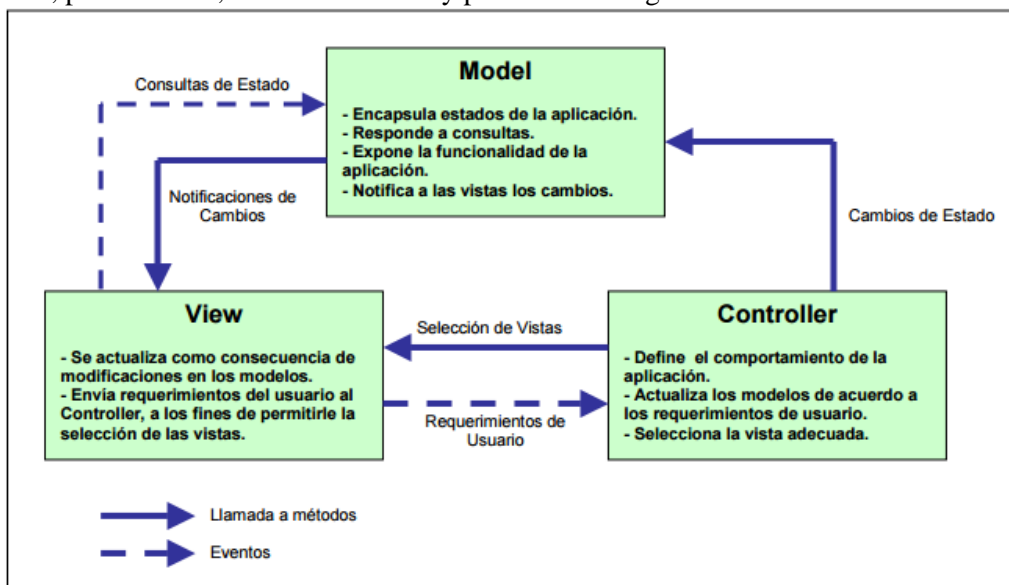 Consultas de Estado
Model
- Encapsula estados de la aplicación.
- Responde a consultas.
- Expone la funcionalidad de la
aplicación.
- Notifica a las vistas los cambios.
Notificaciones de
Cambios
Cambios de Estado
View
- Se actualiza como consecuencia de
modificaciones en los modelos.
- Envía requerimientos del usuario al
Controller, a los fines de permitirle la
selección de las vistas.
Selección de Vistas
Requerimientos de
Usuario
Controller
- Define el comportamiento de la
aplicación.
- Actualiza los modelos de acuerdo a
los requerimientos de usuario.
- Selecciona la vista adecuada.
Llamada a métodos
Eventos